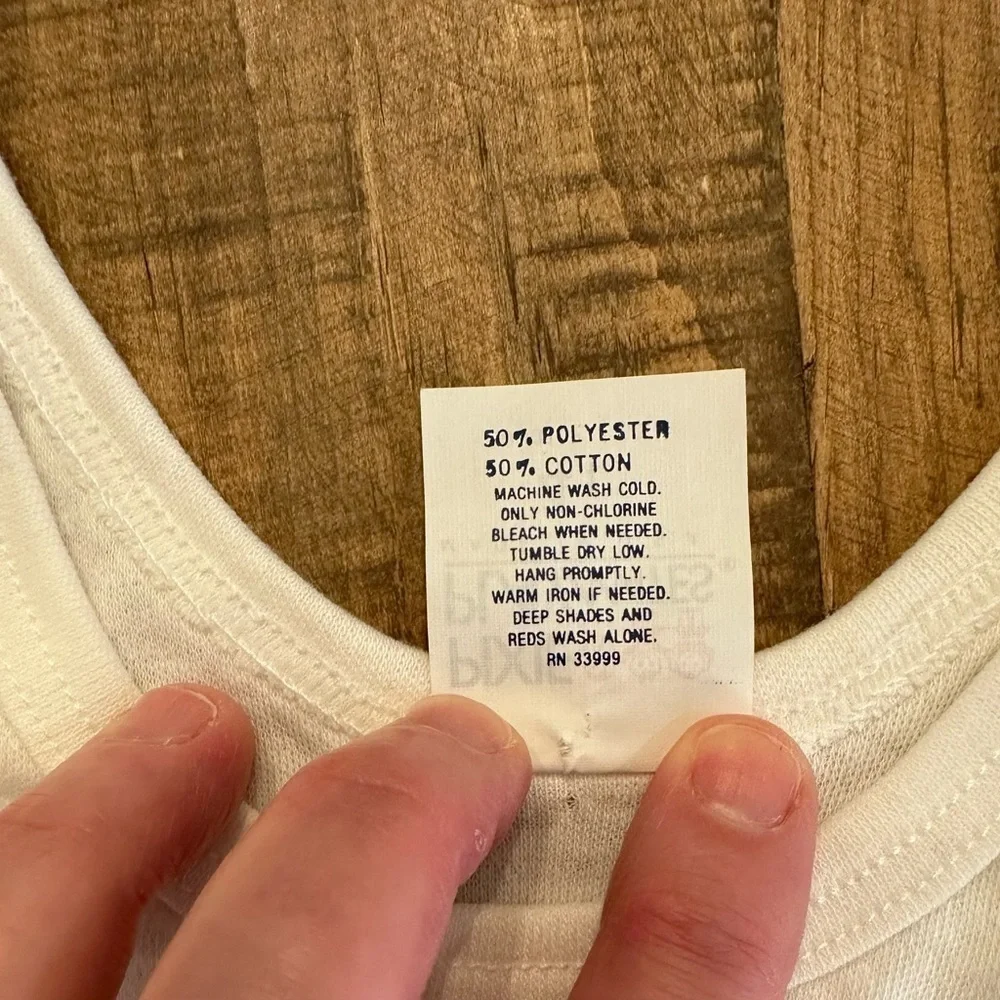 50% POLYESTER
50% COTTON
MACHINE WASH COLD.
ONLY NON-CHLORINE
BLEACH WHEN NEEDED.
TUMBLE DRY LOW.
HANG PROMPTLY.
WARM IRON IF NEEDED.
DEEP SHADES AND
REDS WASH ALONE.
RN 33999